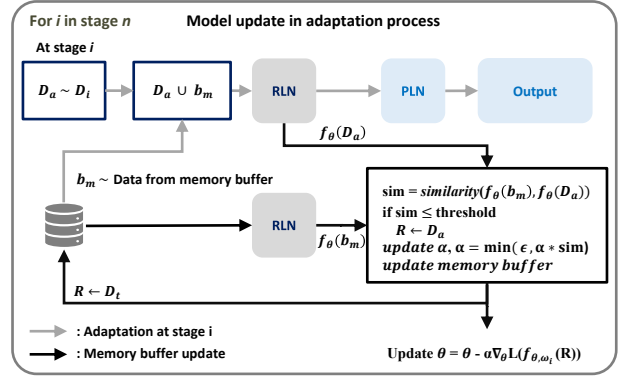 For i in stage n
Model update in adaptation process
At stage i
D_a ~ D_i
D_a ∪ b_m
RLN
PLN
Output
f_θ(D_a)
b_m ~ Data from memory buffer
RLN
f_θ(b_m)
sim = similarity(f_θ(b_m), f_θ(D_a))
if sim ≤ threshold
R ← D_a
update α, α = min( ϵ, α * sim)
update memory buffer
R ← D_t
: Adaptation at stage i
: Memory buffer update
Update θ = θ - α∇_θL(f_{θ,ω_i}(R))